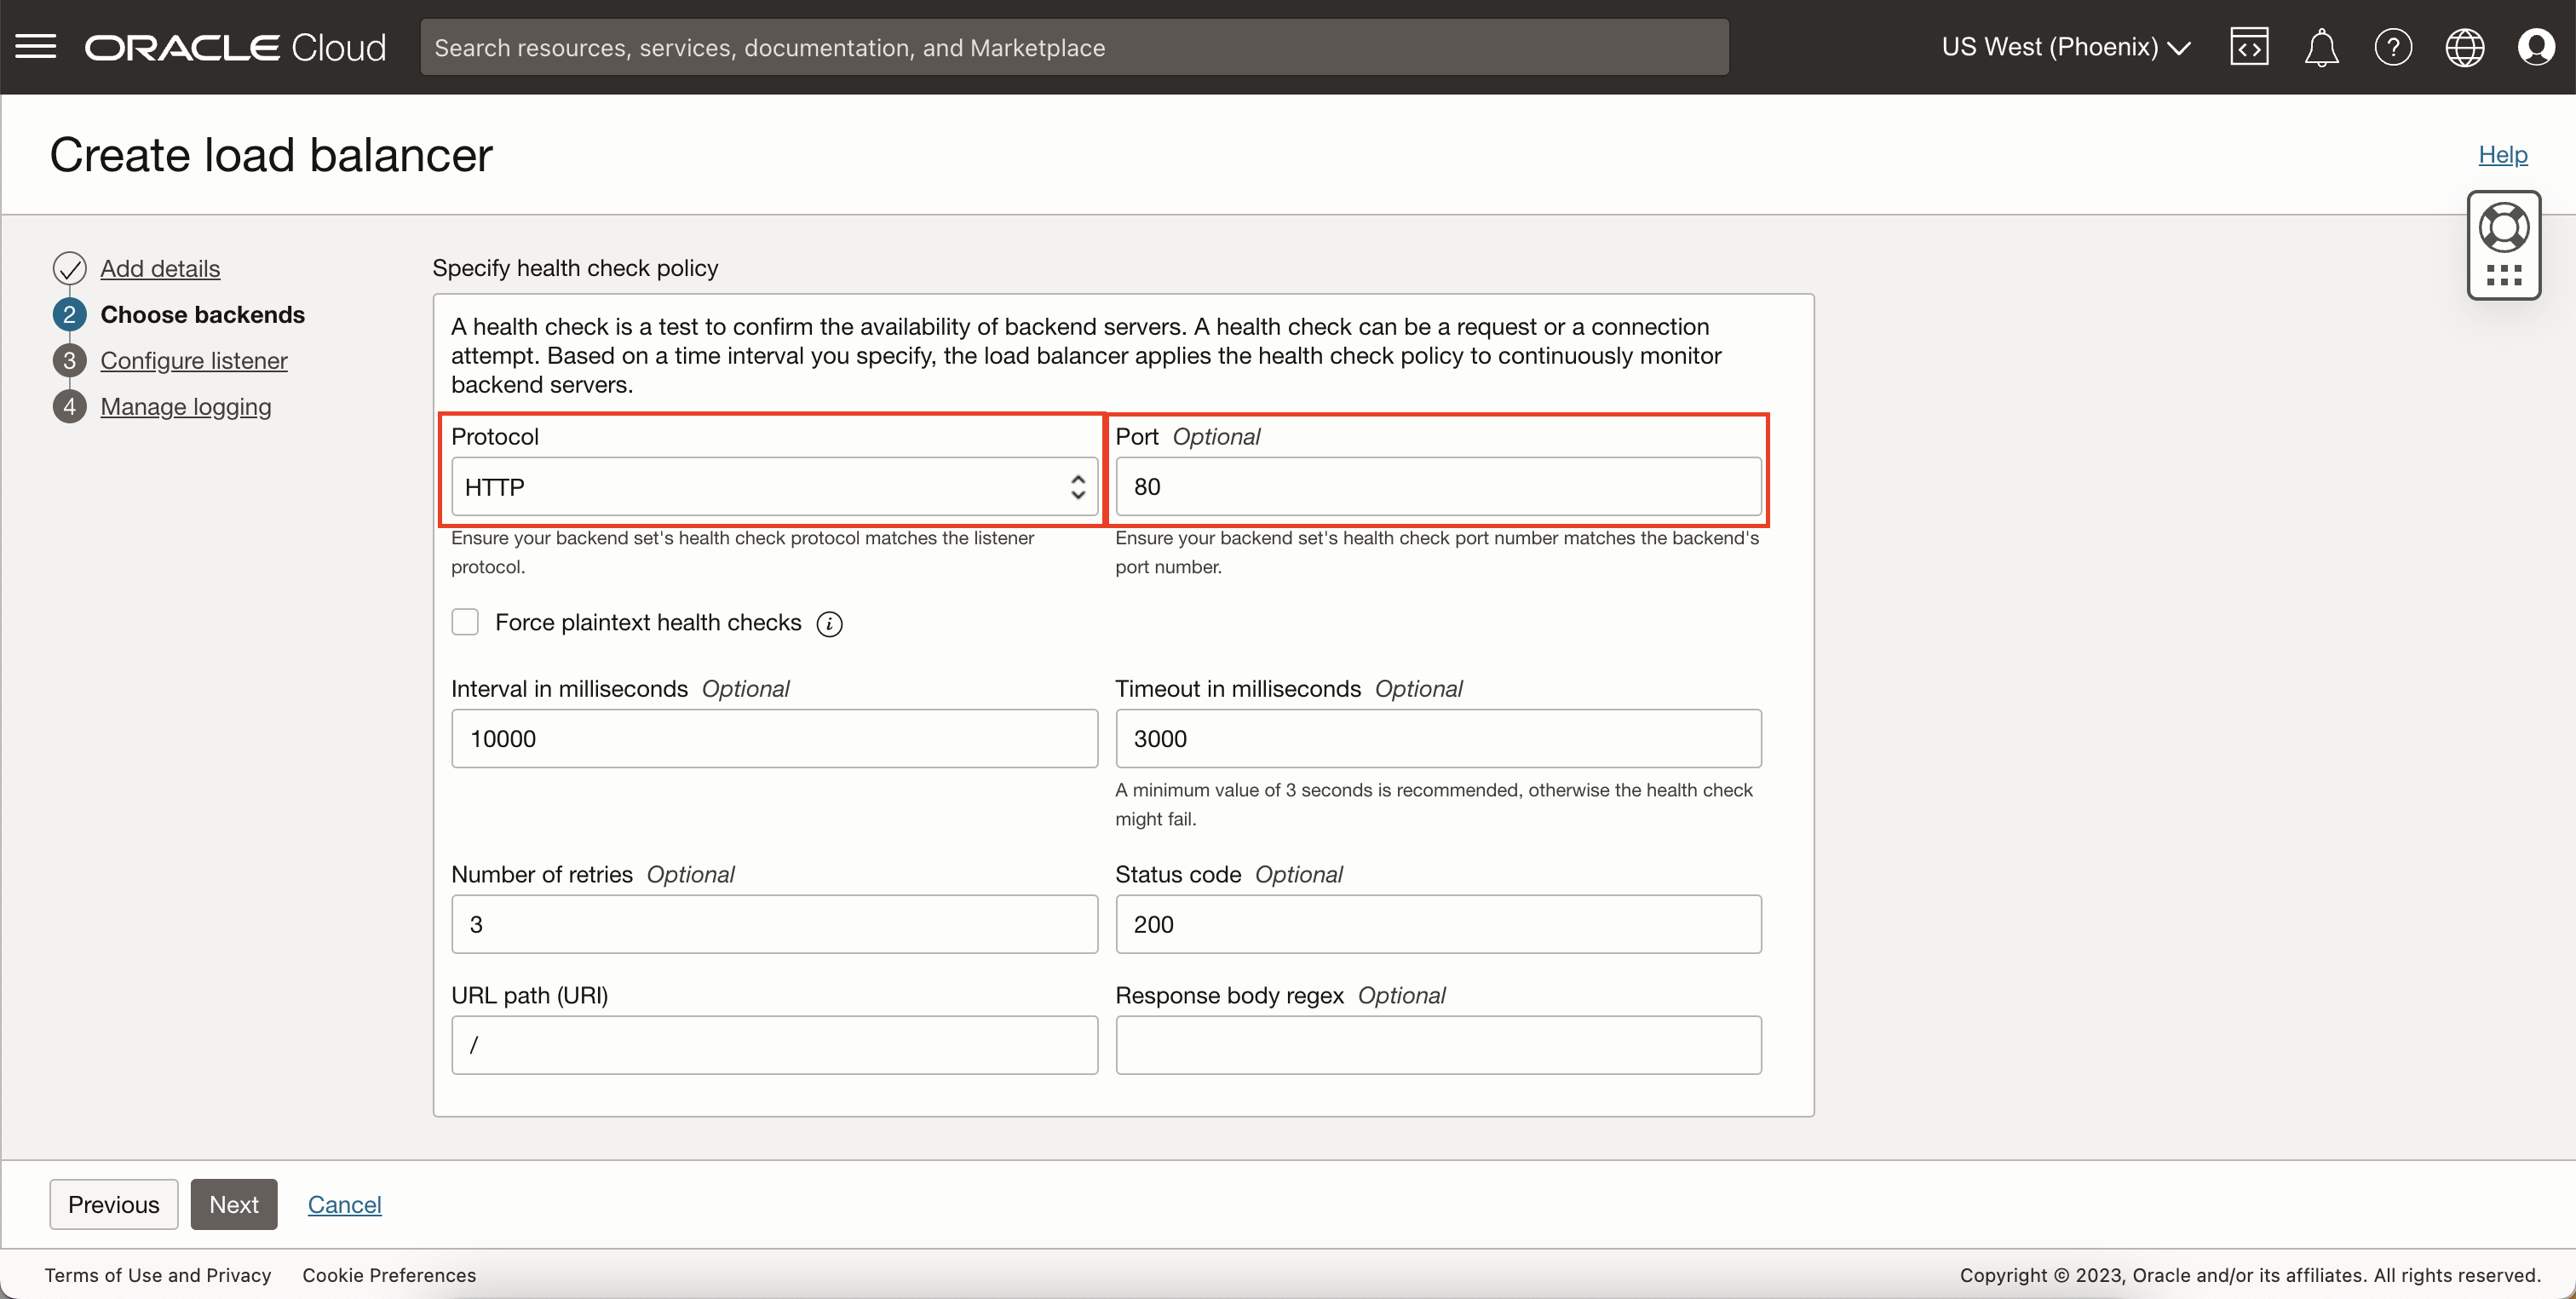 ORACLE Cloud
Search resources, services, documentation, and Marketplace
US West (Phoenix)
Create load balancer
Help
Add details
2 Choose backends
3 Configure listener
4 Manage logging
Specify health check policy
A health check is a test to confirm the availability of backend servers. A health check can be a request or a connection
attempt. Based on a time interval you specify, the load balancer applies the health check policy to continuously monitor
backend servers.
Protocol
HTTP
Ensure your backend set's health check protocol matches the listener
protocol.
Port Optional
80
Ensure your backend set's health check port number matches the backend's
port number.
Force plaintext health checks i
Interval in milliseconds Optional
10000
Timeout in milliseconds Optional
3000
A minimum value of 3 seconds is recommended, otherwise the health check
might fail.
Number of retries Optional
3
Status code Optional
200
URL path (URI)
/
Response body regex Optional
Previous Next Cancel
Terms of Use and Privacy Cookie Preferences
Copyright © 2023, Oracle and/or its affiliates. All rights reserved.